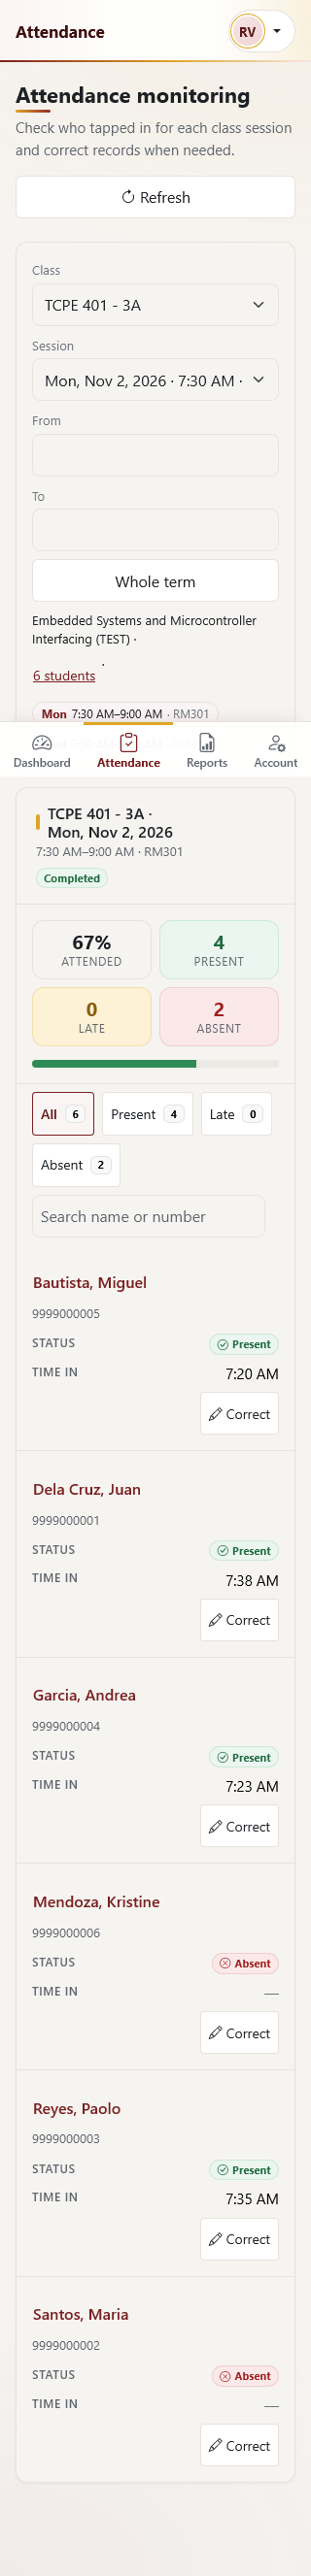 Attendance
RV
Attendance monitoring
Check who tapped in for each class session
and correct records when needed.
Refresh
Class
TCPE 401 - 3A
Session
Mon, Nov 2, 2026 · 7:30 AM ·
From
To
Whole term
Embedded Systems and Microcontroller
Interfacing (TEST) ·
·
6 students
Mon 7:30 AM–9:00 AM · RM301
Dashboard
Attendance
Reports
Account
TCPE 401 - 3A ·
Mon, Nov 2, 2026
7:30 AM–9:00 AM · RM301
Completed
67%
ATTENDED
4
PRESENT
0
LATE
2
ABSENT
All 6
Present 4
Late 0
Absent 2
Search name or number
Bautista, Miguel
9999000005
STATUS Present
TIME IN 7:20 AM
Correct
Dela Cruz, Juan
9999000001
STATUS Present
TIME IN 7:38 AM
Correct
Garcia, Andrea
9999000004
STATUS Present
TIME IN 7:23 AM
Correct
Mendoza, Kristine
9999000006
STATUS Absent
TIME IN —
Correct
Reyes, Paolo
9999000003
STATUS Present
TIME IN 7:35 AM
Correct
Santos, Maria
9999000002
STATUS Absent
TIME IN —
Correct